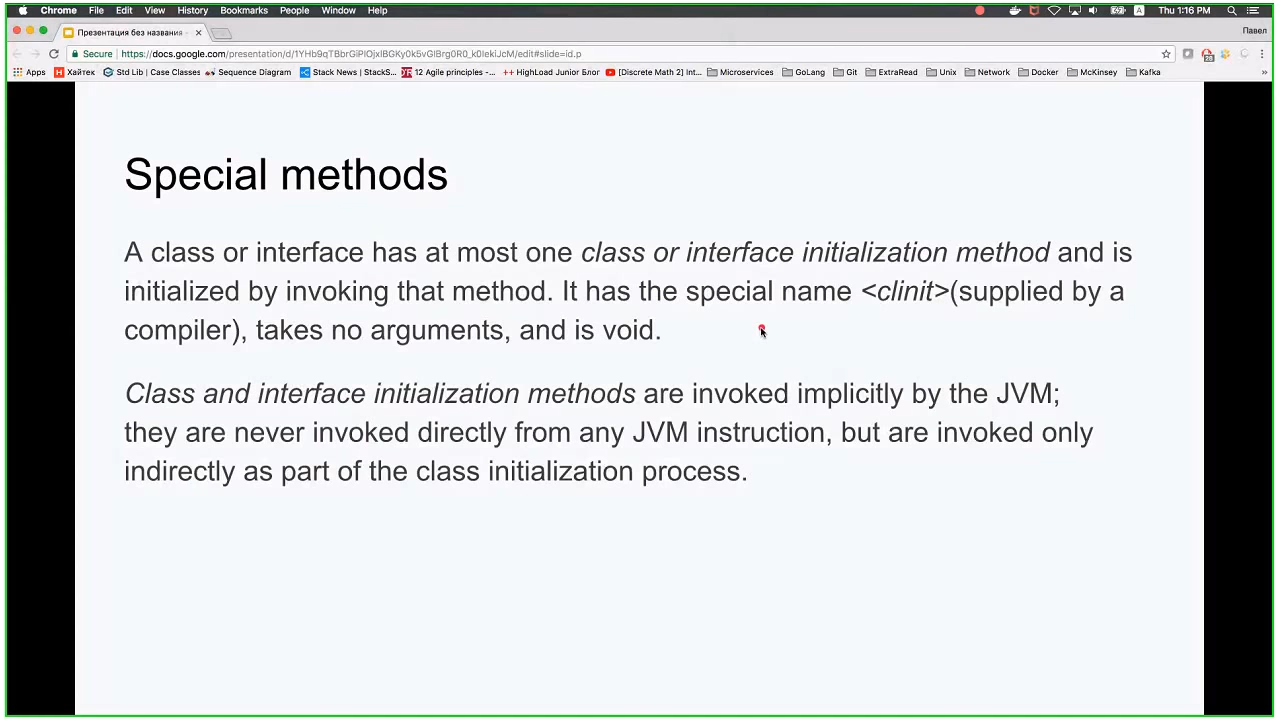 Chrome File Edit View History Bookmarks People Window Help Thu 1:16 PM
Презентация без названия - Павел
Secure https://docs.google.com/presentation/d/
Apps Хайтек Std Lib | Case Classes Sequence Diagram Stack News | StackS... 12 Agile principles -... ++ HighLoad Junior Блог [Discrete Math 2] Int... Microservices GoLang Git ExtraRead Unix Network Docker McKinsey Kafka »
Special methods
A class or interface has at most one class or interface initialization method and is
initialized by invoking that method. It has the special name <clinit>(supplied by a
compiler), takes no arguments, and is void.
Class and interface initialization methods are invoked implicitly by the JVM;
they are never invoked directly from any JVM instruction, but are invoked only
indirectly as part of the class initialization process.